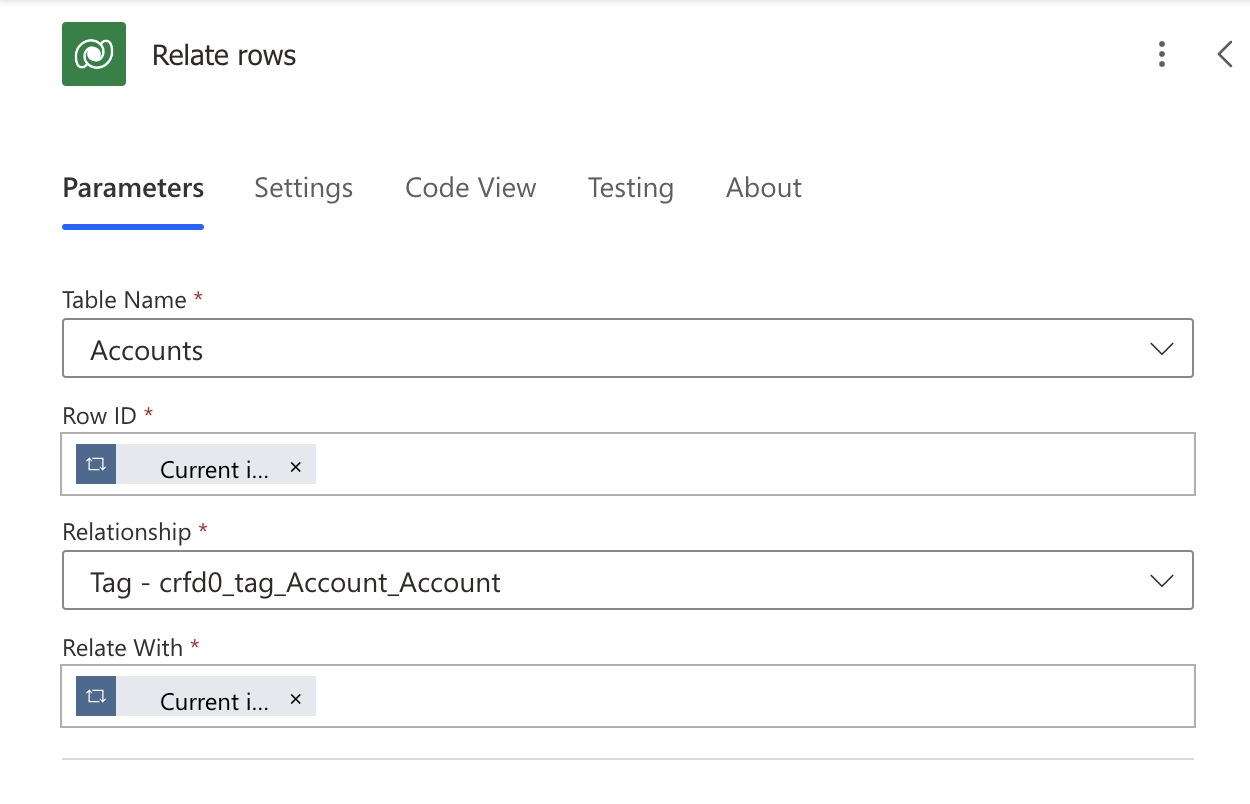 Relate rows
Parameters Settings Code View Testing About
Table Name *
Accounts
Row ID *
Current i... ×
Relationship *
Tag - crfd0_tag_Account_Account
Relate With *
Current i... ×